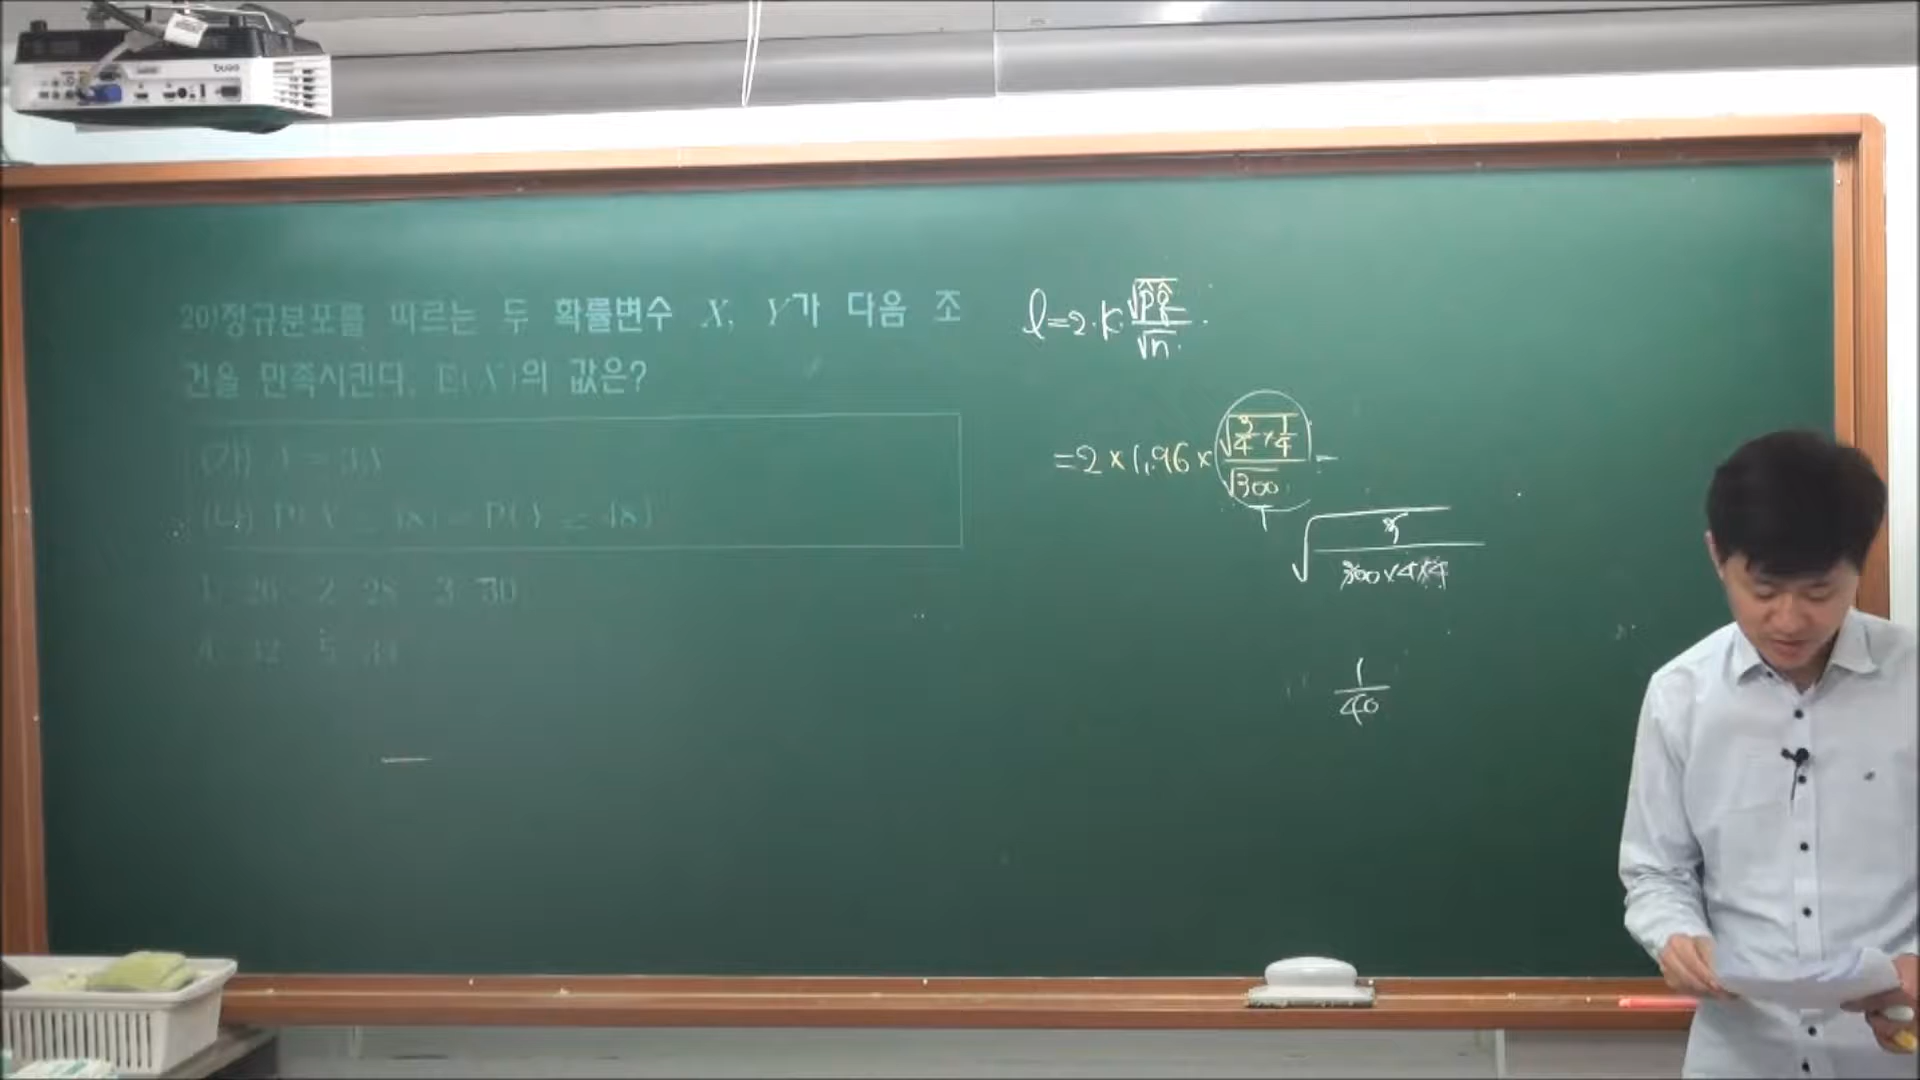 20)정규분포를 따르는 두 확률변수 X, Y가 다음 조
건을 만족시킨다. E(X)의 값은?
(가) Y = 3X
(나) P(X ≤ 18) = P(Y ≥ 48)
1. 26 2. 28 3. 30
4. 32 5. 34
l=2·K·√p̂q̂/√n
=2×1.96×√(3/4×1/4)/√300=
√(3/(300×4×4))
1/40
BenQ